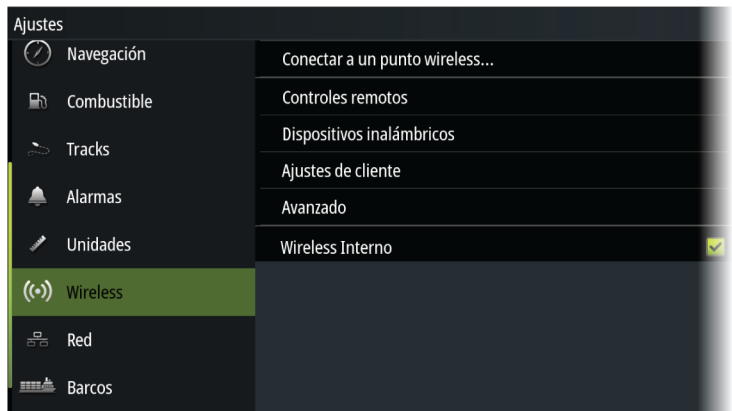 Ajustes
Navegación
Combustible
Tracks
Alarmas
Unidades
Wireless
Red
Barcos
Conectar a un punto wireless...
Controles remotos
Dispositivos inalámbricos
Ajustes de cliente
Avanzado
Wireless Interno